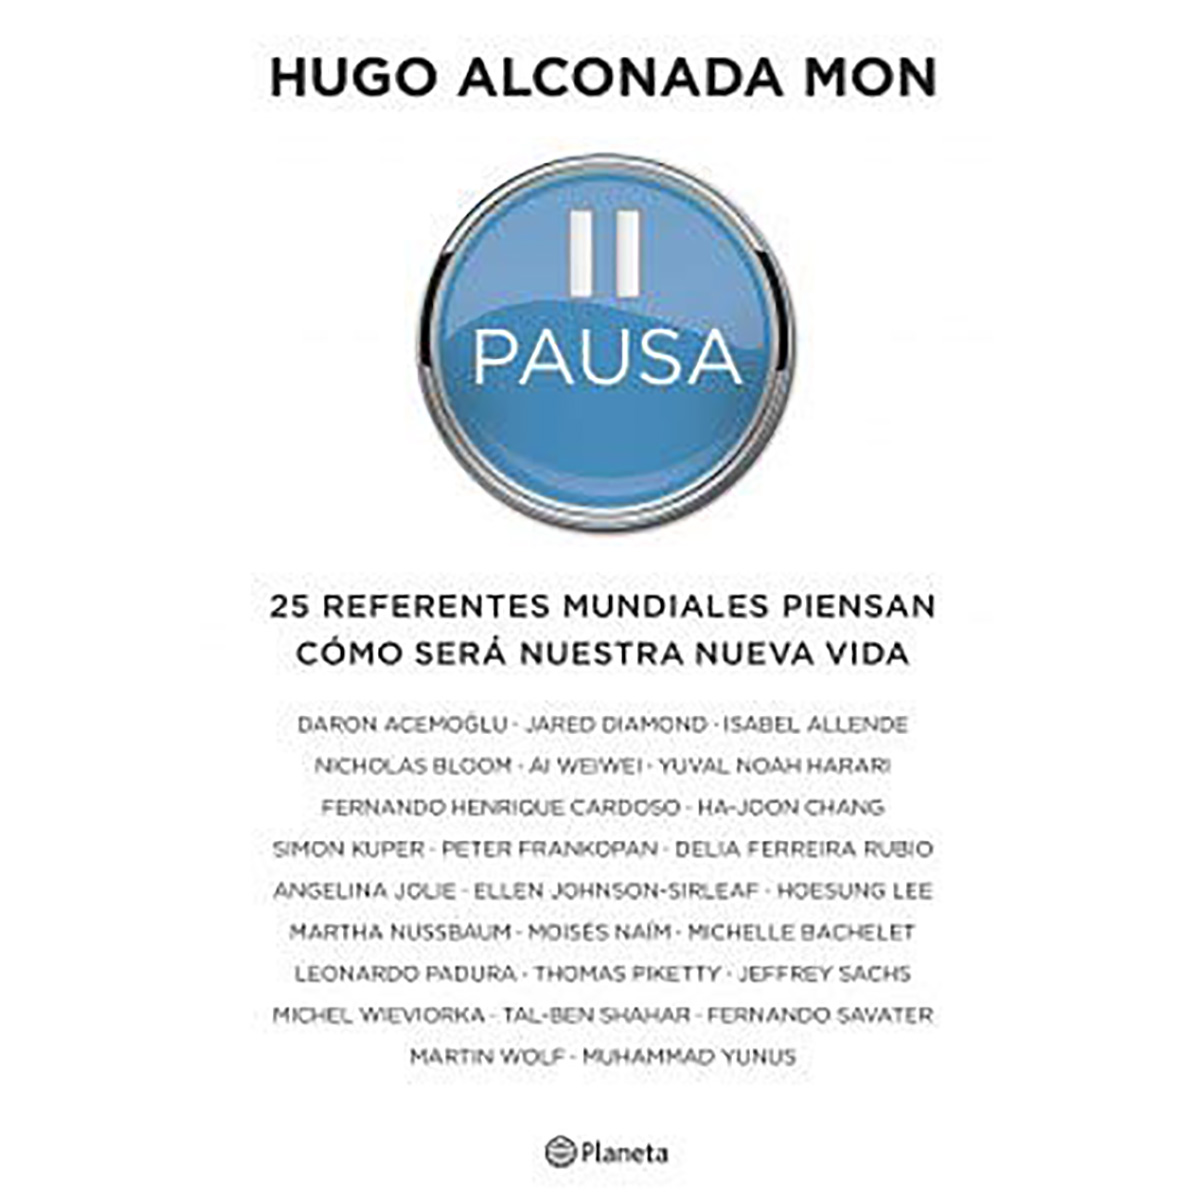 HUGO ALCONADA MON
PAUSA
25 REFERENTES MUNDIALES PIENSAN
CÓMO SERÁ NUESTRA NUEVA VIDA
DARON ACEMOĞLU · JARED DIAMOND · ISABEL ALLENDE
NICHOLAS BLOOM · AI WEIWEI · YUVAL NOAH HARARI
FERNANDO HENRIQUE CARDOSO · HA-JOON CHANG
SIMON KUPER · PETER FRANKOPAN · DELIA FERREIRA RUBIO
ANGELINA JOLIE · ELLEN JOHNSON-SIRLEAF · HOESUNG LEE
MARTHA NUSSBAUM · MOISÉS NAÍM · MICHELLE BACHELET
LEONARDO PADURA · THOMAS PIKETTY · JEFFREY SACHS
MICHEL WIEVIORKA · TAL-BEN SHAHAR · FERNANDO SAVATER
MARTIN WOLF · MUHAMMAD YUNUS
Planeta